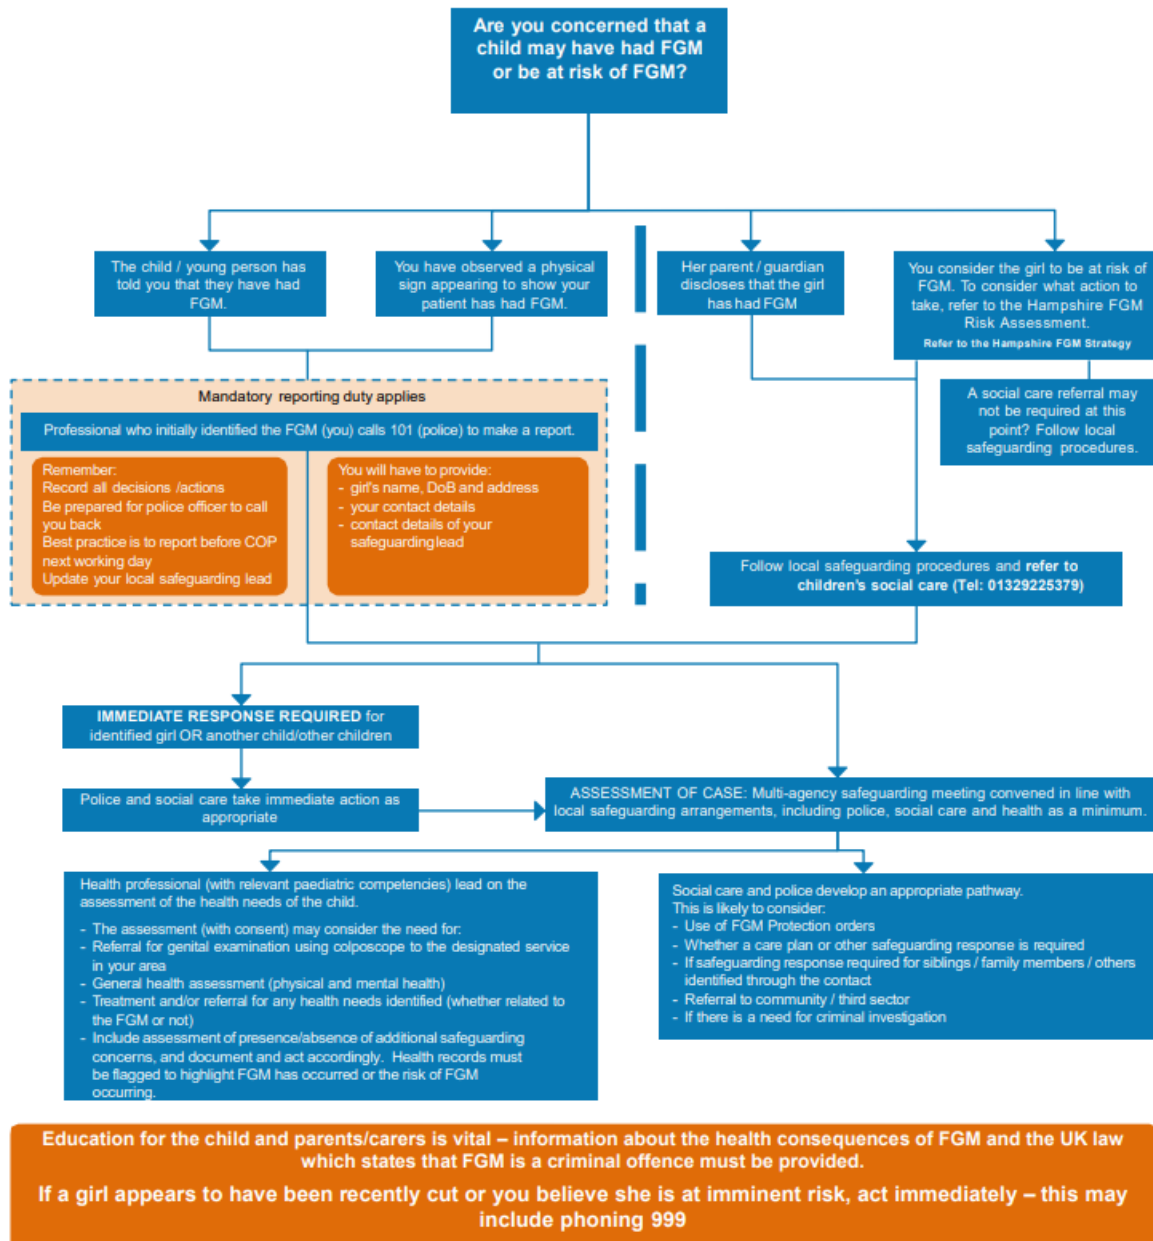 Are you concerned that a
child may have had FGM
or be at risk of FGM?
The child / young person has
told you that they have had
FGM.
You have observed a physical
sign appearing to show your
patient has had FGM.
Her parent / guardian
discloses that the girl
has had FGM
You consider the girl to be at risk of
FGM. To consider what action to
take, refer to the Hampshire FGM
Risk Assessment.
Refer to the Hampshire FGM Strategy
A social care referral may
not be required at this
point? Follow local
safeguarding procedures.
Mandatory reporting duty applies
Professional who initially identified the FGM (you) calls 101 (police) to make a report.
Remember:
Record all decisions /actions
Be prepared for police officer to call
you back
Best practice is to report before COP
next working day
Update your local safeguarding lead
You will have to provide:
- girl's name, DoB and address
- your contact details
- contact details of your
safeguarding lead
Follow local safeguarding procedures and refer to
children's social care (Tel: 01329225379)
IMMEDIATE RESPONSE REQUIRED for
identified girl OR another child/other children
Police and social care take immediate action as
appropriate
ASSESSMENT OF CASE: Multi-agency safeguarding meeting convened in line with
local safeguarding arrangements, including police, social care and health as a minimum.
Health professional (with relevant paediatric competencies) lead on the
assessment of the health needs of the child.
- The assessment (with consent) may consider the need for:
- Referral for genital examination using colposcope to the designated service
in your area
- General health assessment (physical and mental health)
- Treatment and/or referral for any health needs identified (whether related to
the FGM or not)
- Include assessment of presence/absence of additional safeguarding
concerns, and document and act accordingly. Health records must
be flagged to highlight FGM has occurred or the risk of FGM
occurring.
Social care and police develop an appropriate pathway.
This is likely to consider:
- Use of FGM Protection orders
- Whether a care plan or other safeguarding response is required
- If safeguarding response required for siblings / family members / others
identified through the contact
- Referral to community / third sector
- If there is a need for criminal investigation
Education for the child and parents/carers is vital – information about the health consequences of FGM and the UK law
which states that FGM is a criminal offence must be provided.
If a girl appears to have been recently cut or you believe she is at imminent risk, act immediately – this may
include phoning 999